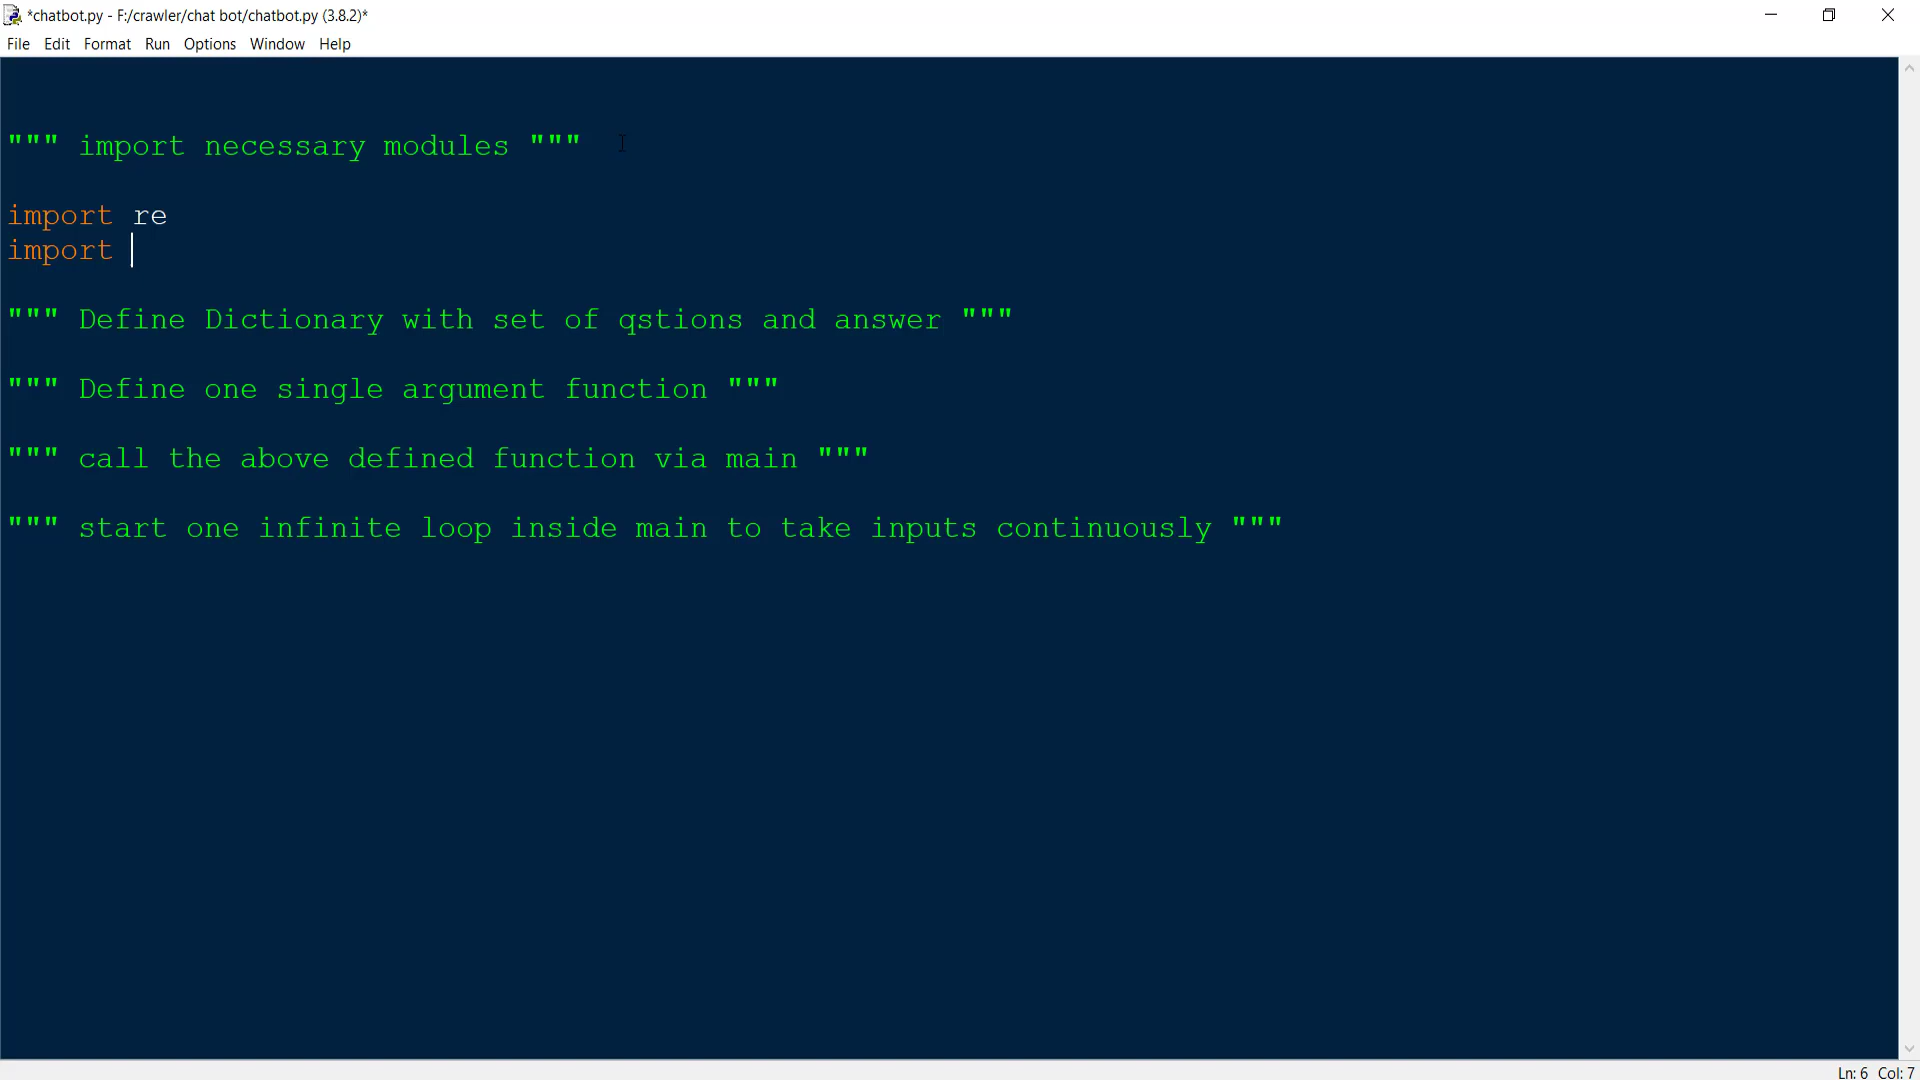 *chatbot.py - F:/crawler/chat bot/chatbot.py (3.8.2)*
File Edit Format Run Options Window Help
""" import necessary modules """
import re
import
""" Define Dictionary with set of qstions and answer """
""" Define one single argument function """
""" call the above defined function via main """
""" start one infinite loop inside main to take inputs continuously """
Ln: 6 Col: 7